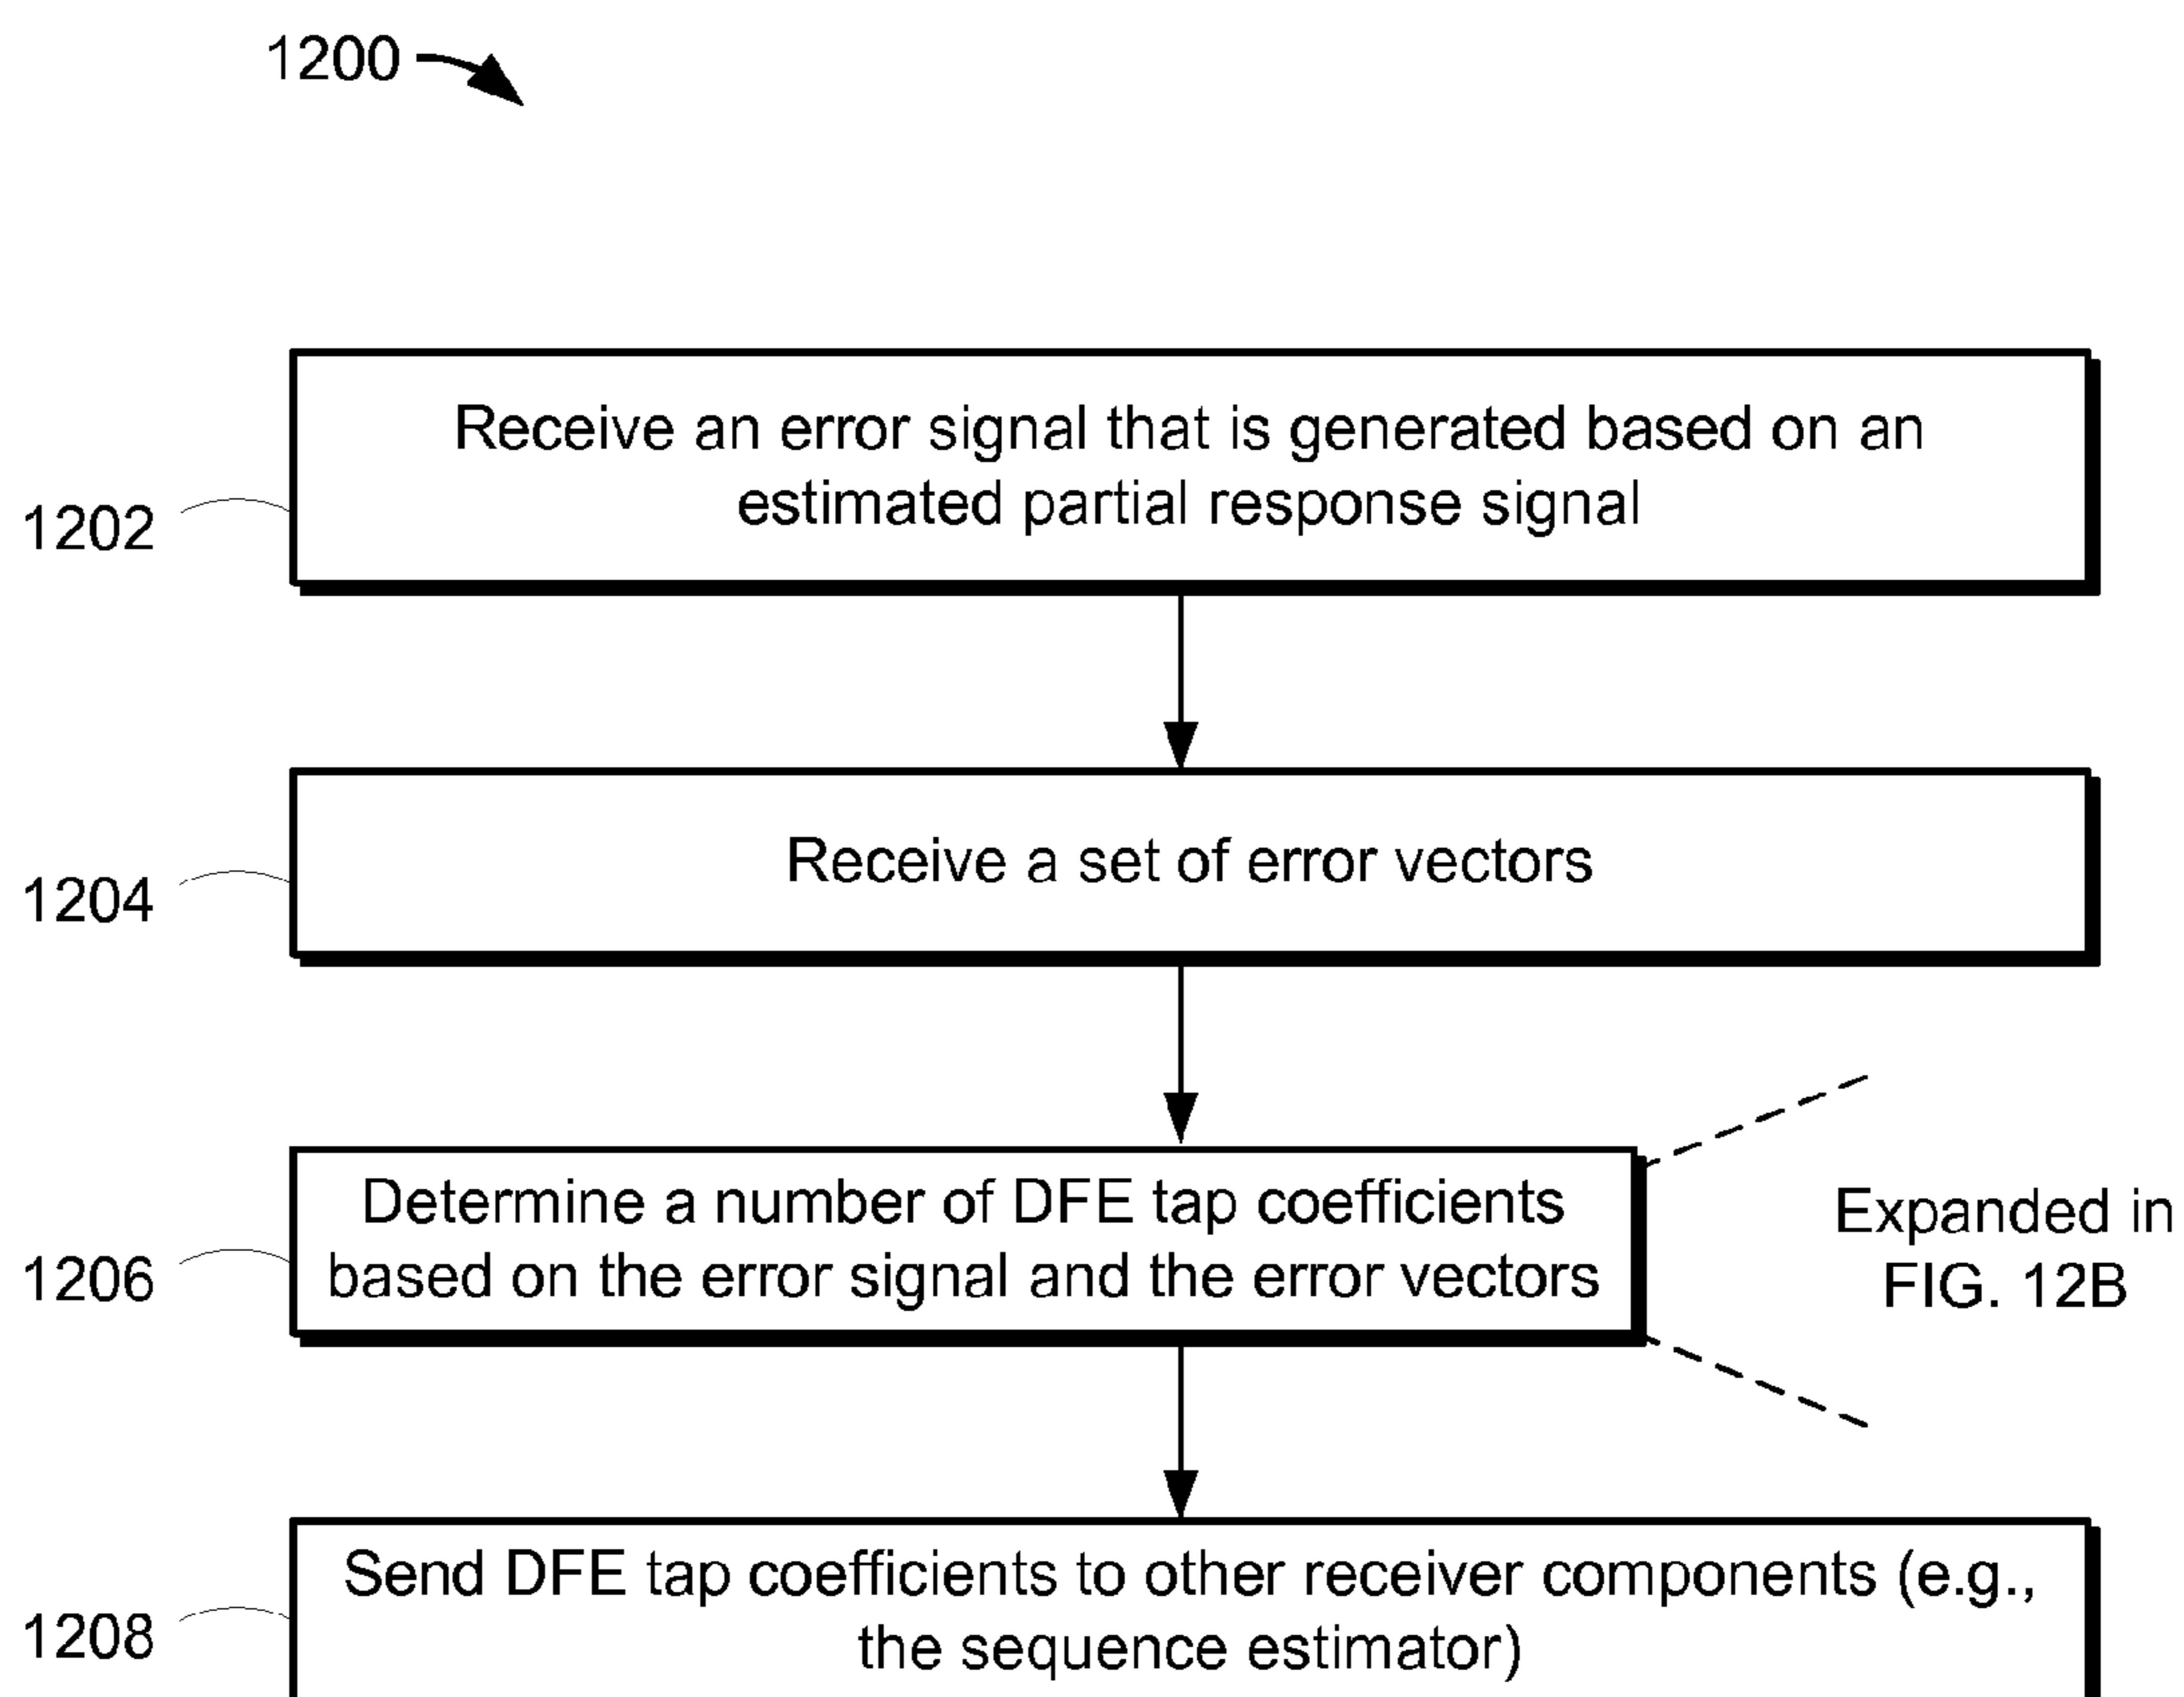 1200
Receive an error signal that is generated based on an
estimated partial response signal
1202
Receive a set of error vectors
1204
Determine a number of DFE tap coefficients
based on the error signal and the error vectors
1206
Expanded in
FIG. 12B
Send DFE tap coefficients to other receiver components (e.g.,
the sequence estimator)
1208